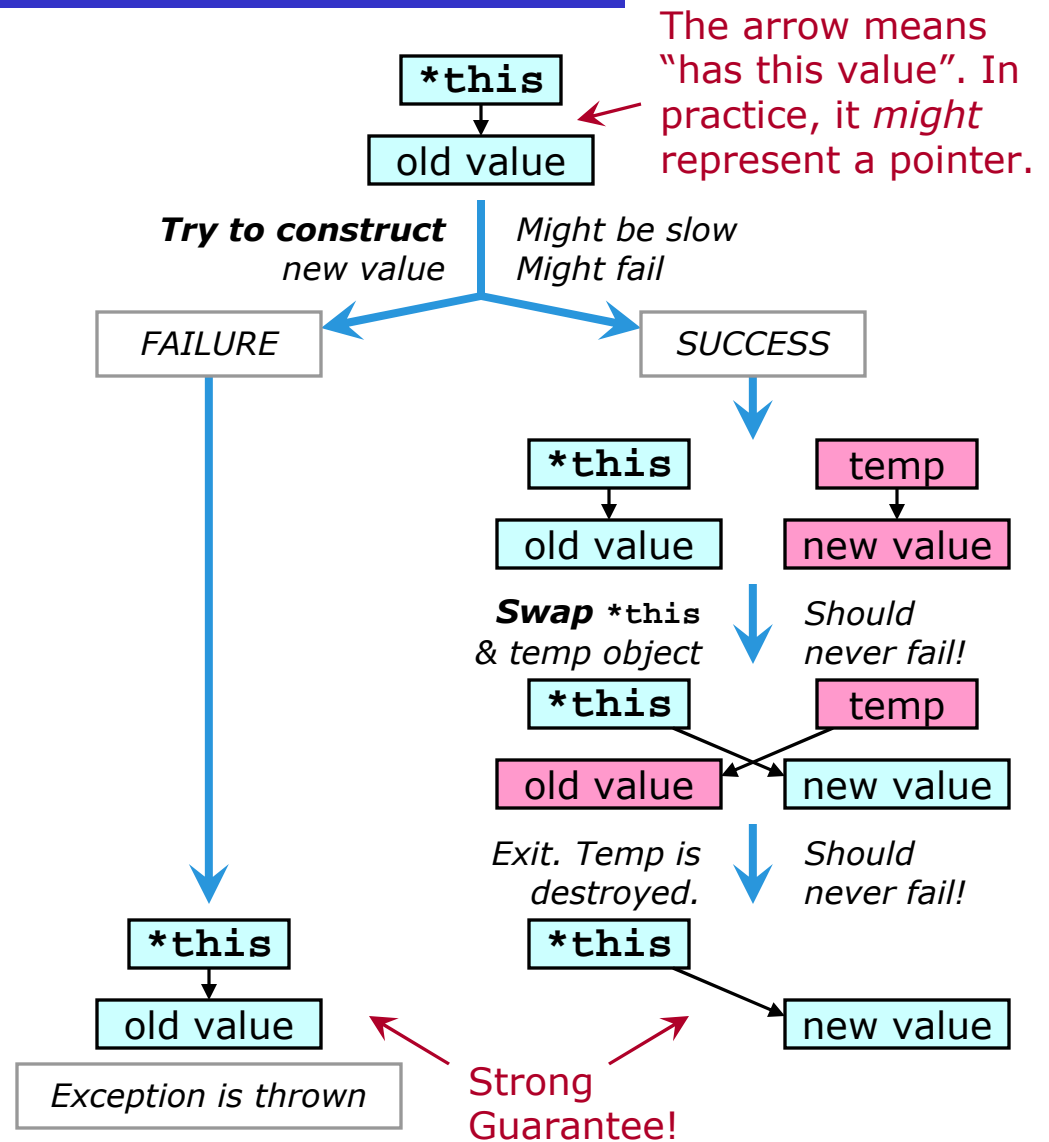 The arrow means
“has this value”. In
practice, it might
represent a pointer.
*this
old value
Try to construct
new value
Might be slow
Might fail
FAILURE
SUCCESS
*this
temp
old value
new value
Swap *this
& temp object
Should
never fail!
*this
temp
old value
new value
Exit. Temp is
destroyed.
Should
never fail!
*this
new value
*this
old value
Exception is thrown
Strong
Guarantee!